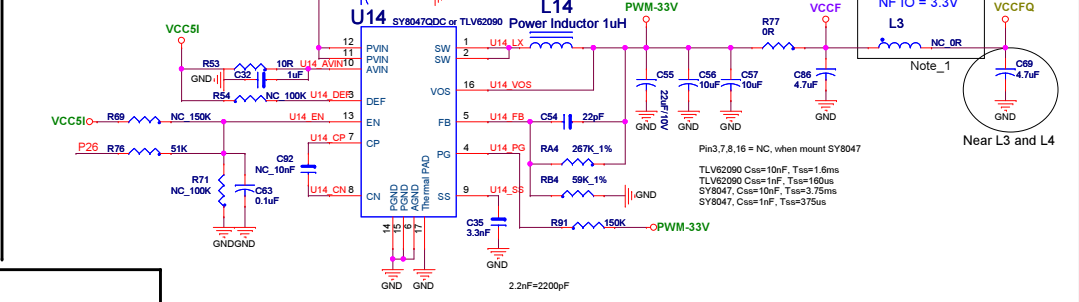 U14 SY8047QDC or TLV62090
L14
Power Inductor 1uH
PWM-33V
R77
0R
VCCF
NF IO = 3.3V
L3
NC_0R
Note_1
VCCFQ
C69
4.7uF
GND
Near L3 and L4
VCC5I
R53 10R U14_AVIN
GND C32 1uF
R54 NC_100K U14_DEF
VCC5I R69 NC_150K U14_EN
P26 R76 51K
R71
NC_100K
C63
0.1uF
GND GND
C92
NC_10nF
U14_CP
U14_CN
12 PVIN
11 PVIN
10 AVIN
3 DEF
13 EN
7 CP
8 CN
SW 1 U14_LX
SW 2
VOS 16 U14_VOS
FB 5 U14_FB
PG 4 U14_PG
SS 9 U14_SS
PGND PGND AGND Thermal PAD
14 15 6 17
GND GND
C54 22pF
RA4 267K_1%
RB4 59K_1% GND
R91 150K PWM-33V
C35
3.3nF
GND
C55
22uF/10V
GND
C56
10uF
GND
C57
10uF
GND
C86
4.7uF
GND
Pin3,7,8,16 = NC, when mount SY8047
TLV62090 Css=10nF, Tss=1.6ms
TLV62090 Css=1nF, Tss=160us
SY8047, Css=10nF, Tss=3.75ms
SY8047, Css=1nF, Tss=375us
2.2nF=2200pF